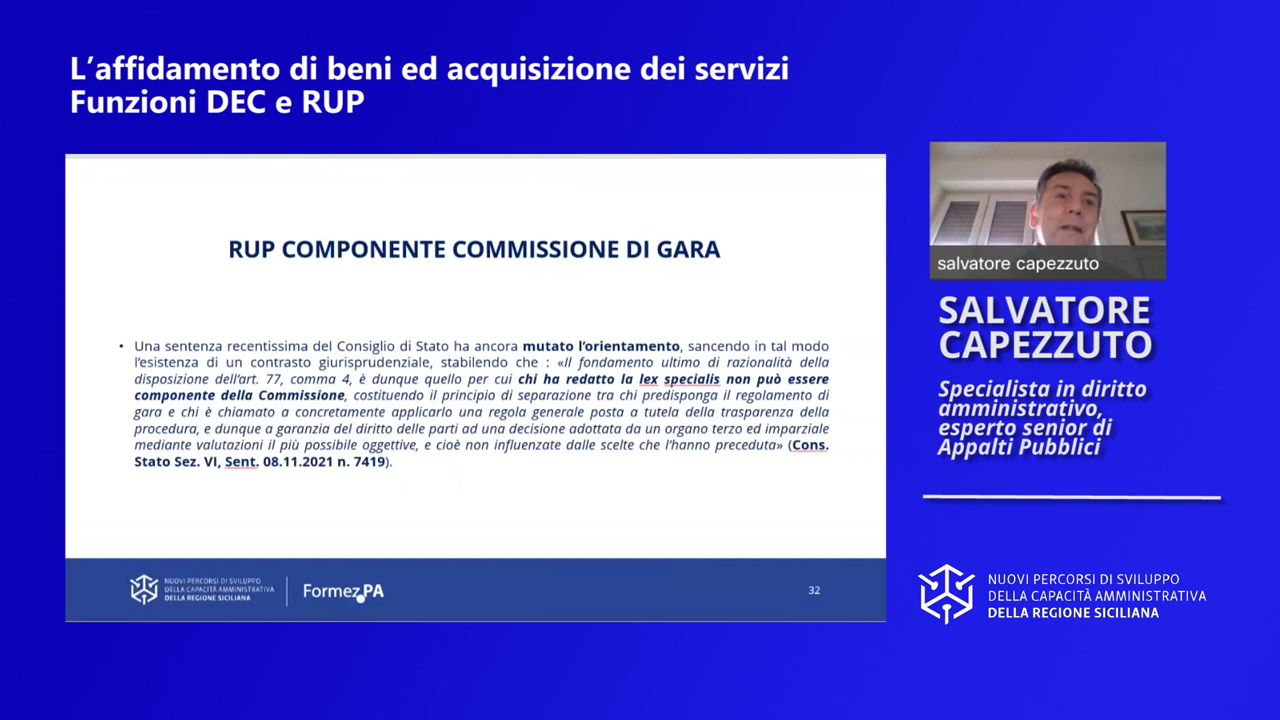 L'affidamento di beni ed acquisizione dei servizi
Funzioni DEC e RUP
RUP COMPONENTE COMMISSIONE DI GARA
• Una sentenza recentissima del Consiglio di Stato ha ancora mutato l'orientamento, sancendo in tal modo
l'esistenza di un contrasto giurisprudenziale, stabilendo che : «Il fondamento ultimo di razionalità della
disposizione dell'art. 77, comma 4, è dunque quello per cui chi ha redatto la lex specialis non può essere
componente della Commissione, costituendo il principio di separazione tra chi predisponga il regolamento di
gara e chi è chiamato a concretamente applicarlo una regola generale posta a tutela della trasparenza della
procedura, e dunque a garanzia del diritto delle parti ad una decisione adottata da un organo terzo ed imparziale
mediante valutazioni il più possibile oggettive, e cioè non influenzate dalle scelte che l'hanno preceduta» (Cons.
Stato Sez. VI, Sent. 08.11.2021 n. 7419).
NUOVI PERCORSI DI SVILUPPO
DELLA CAPACITÀ AMMINISTRATIVA
DELLA REGIONE SICILIANA
Formez PA
32
salvatore capezzuto
SALVATORE
CAPEZZUTO
Specialista in diritto
amministrativo,
esperto senior di
Appalti Pubblici
NUOVI PERCORSI DI SVILUPPO
DELLA CAPACITÀ AMMINISTRATIVA
DELLA REGIONE SICILIANA